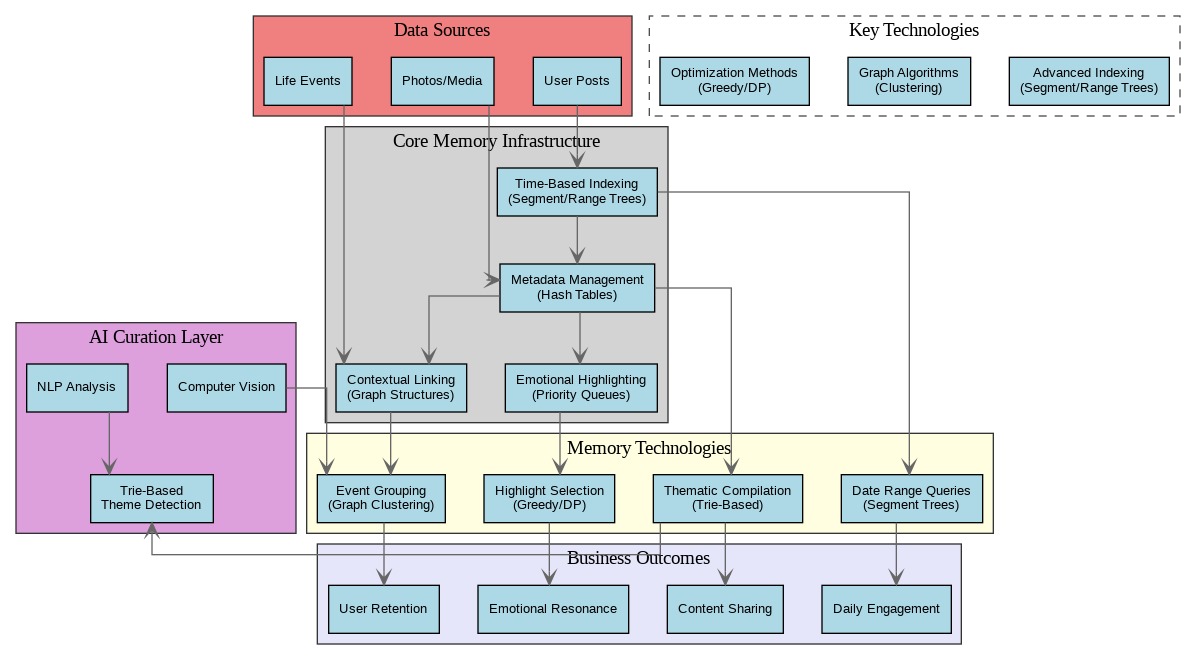 Data Sources
Life Events
Photos/Media
User Posts
Key Technologies
Optimization Methods
(Greedy/DP)
Graph Algorithms
(Clustering)
Advanced Indexing
(Segment/Range Trees)
Core Memory Infrastructure
Time-Based Indexing
(Segment/Range Trees)
Metadata Management
(Hash Tables)
Contextual Linking
(Graph Structures)
Emotional Highlighting
(Priority Queues)
AI Curation Layer
NLP Analysis
Computer Vision
Trie-Based
Theme Detection
Memory Technologies
Event Grouping
(Graph Clustering)
Highlight Selection
(Greedy/DP)
Thematic Compilation
(Trie-Based)
Date Range Queries
(Segment Trees)
Business Outcomes
User Retention
Emotional Resonance
Content Sharing
Daily Engagement